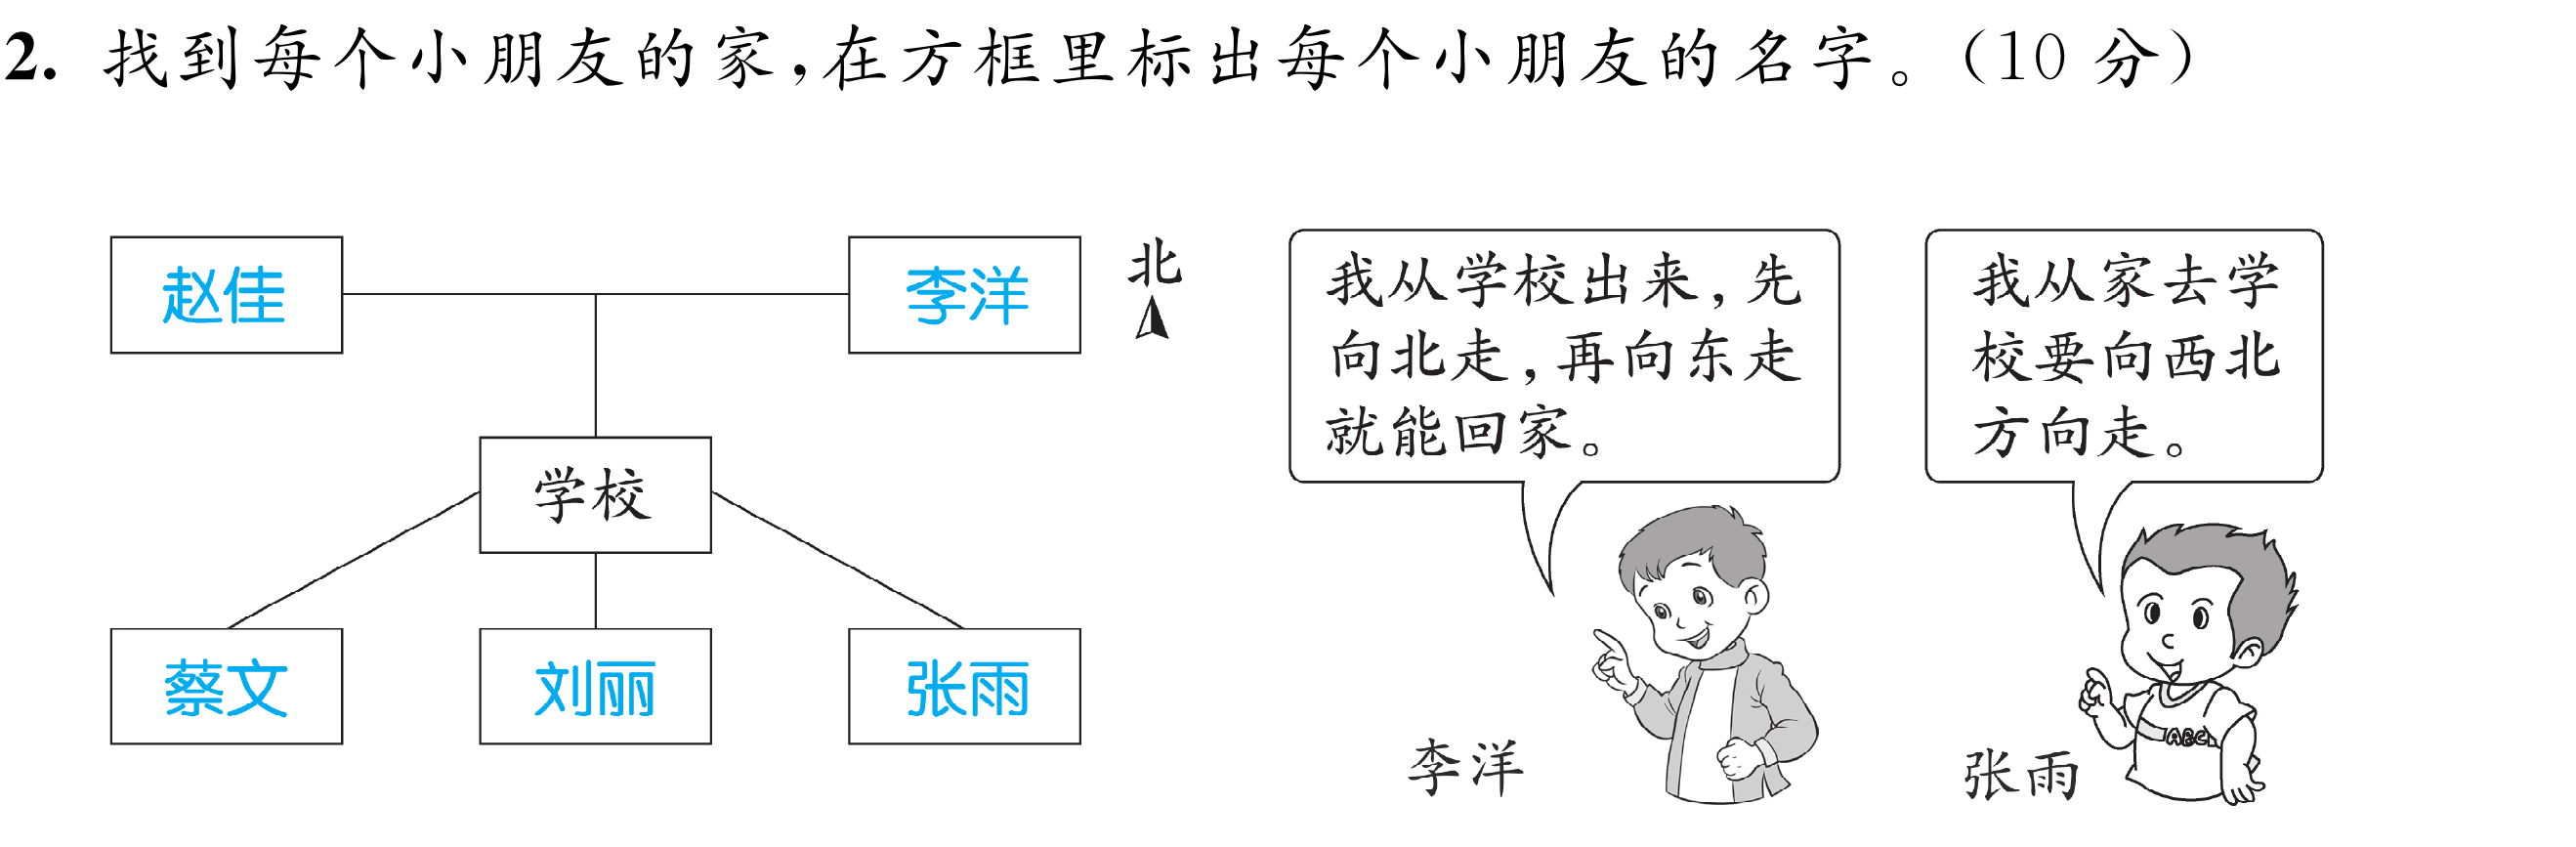 2. 找到每个小朋友的家,在方框里标出每个小朋友的名字。(10 分)
赵佳
李洋
北
学校
蔡文
刘丽
张雨
我从学校出来,先
向北走,再向东走
就能回家。
李洋
我从家去学
校要向西北
方向走。
ABC
张雨